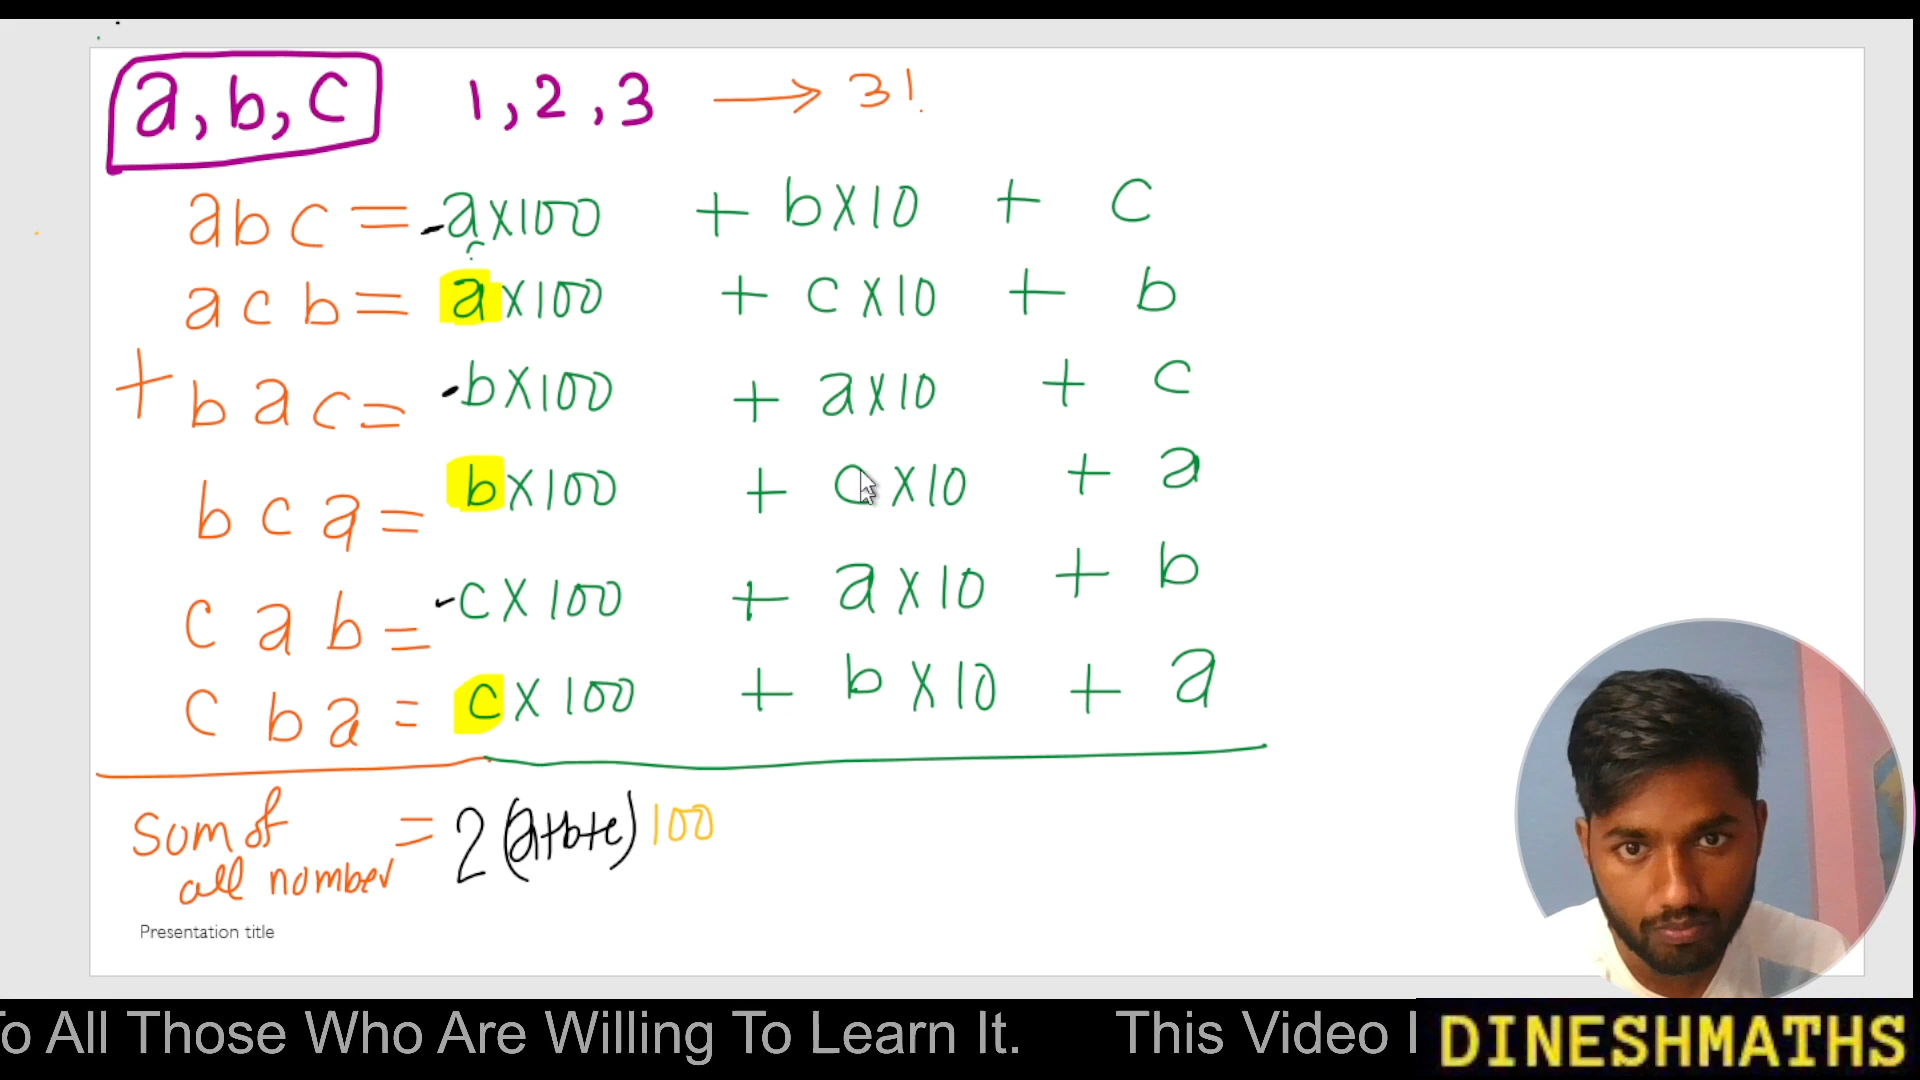 a, b, c 1, 2, 3 → 3!
abc = a×100 + b×10 + c
acb = a×100 + c×10 + b
+ bac = b×100 + a×10 + c
bca = b×100 + c×10 + a
cab = c×100 + a×10 + b
cba = c×100 + b×10 + a
Sum of = 2(a+b+c)100
all number
Presentation title
To All Those Who Are Willing To Learn It. This Video I
DINESHMATHS